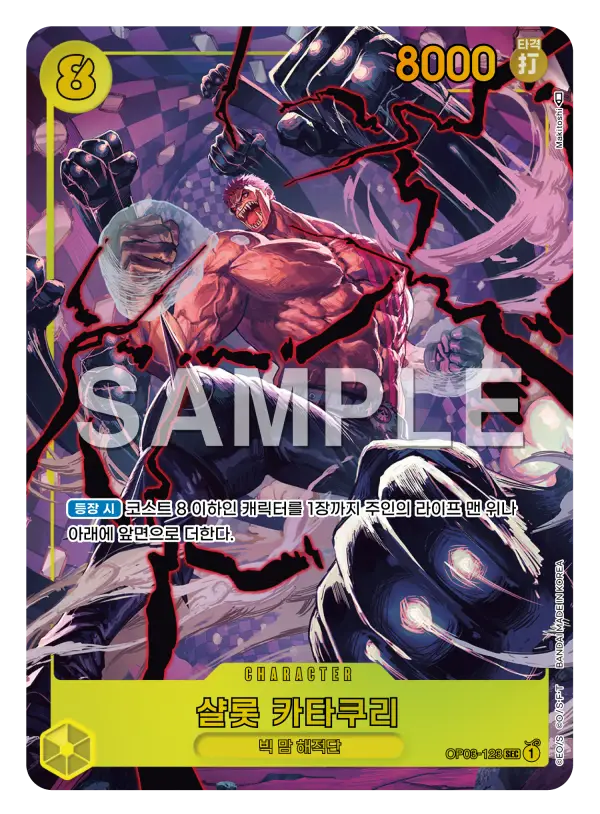 8
8000
타격
打
Makitoshi
SAMPLE
등장 시 코스트 8 이하인 캐릭터를 1장까지 주인의 라이프 맨 위나
아래에 앞면으로 더한다.
©EO/S ©O/S·F·T © BANDAI MADE IN KOREA
CHARACTER
샬롯 카타쿠리
빅 맘 해적단
OP03-123 SEC 1